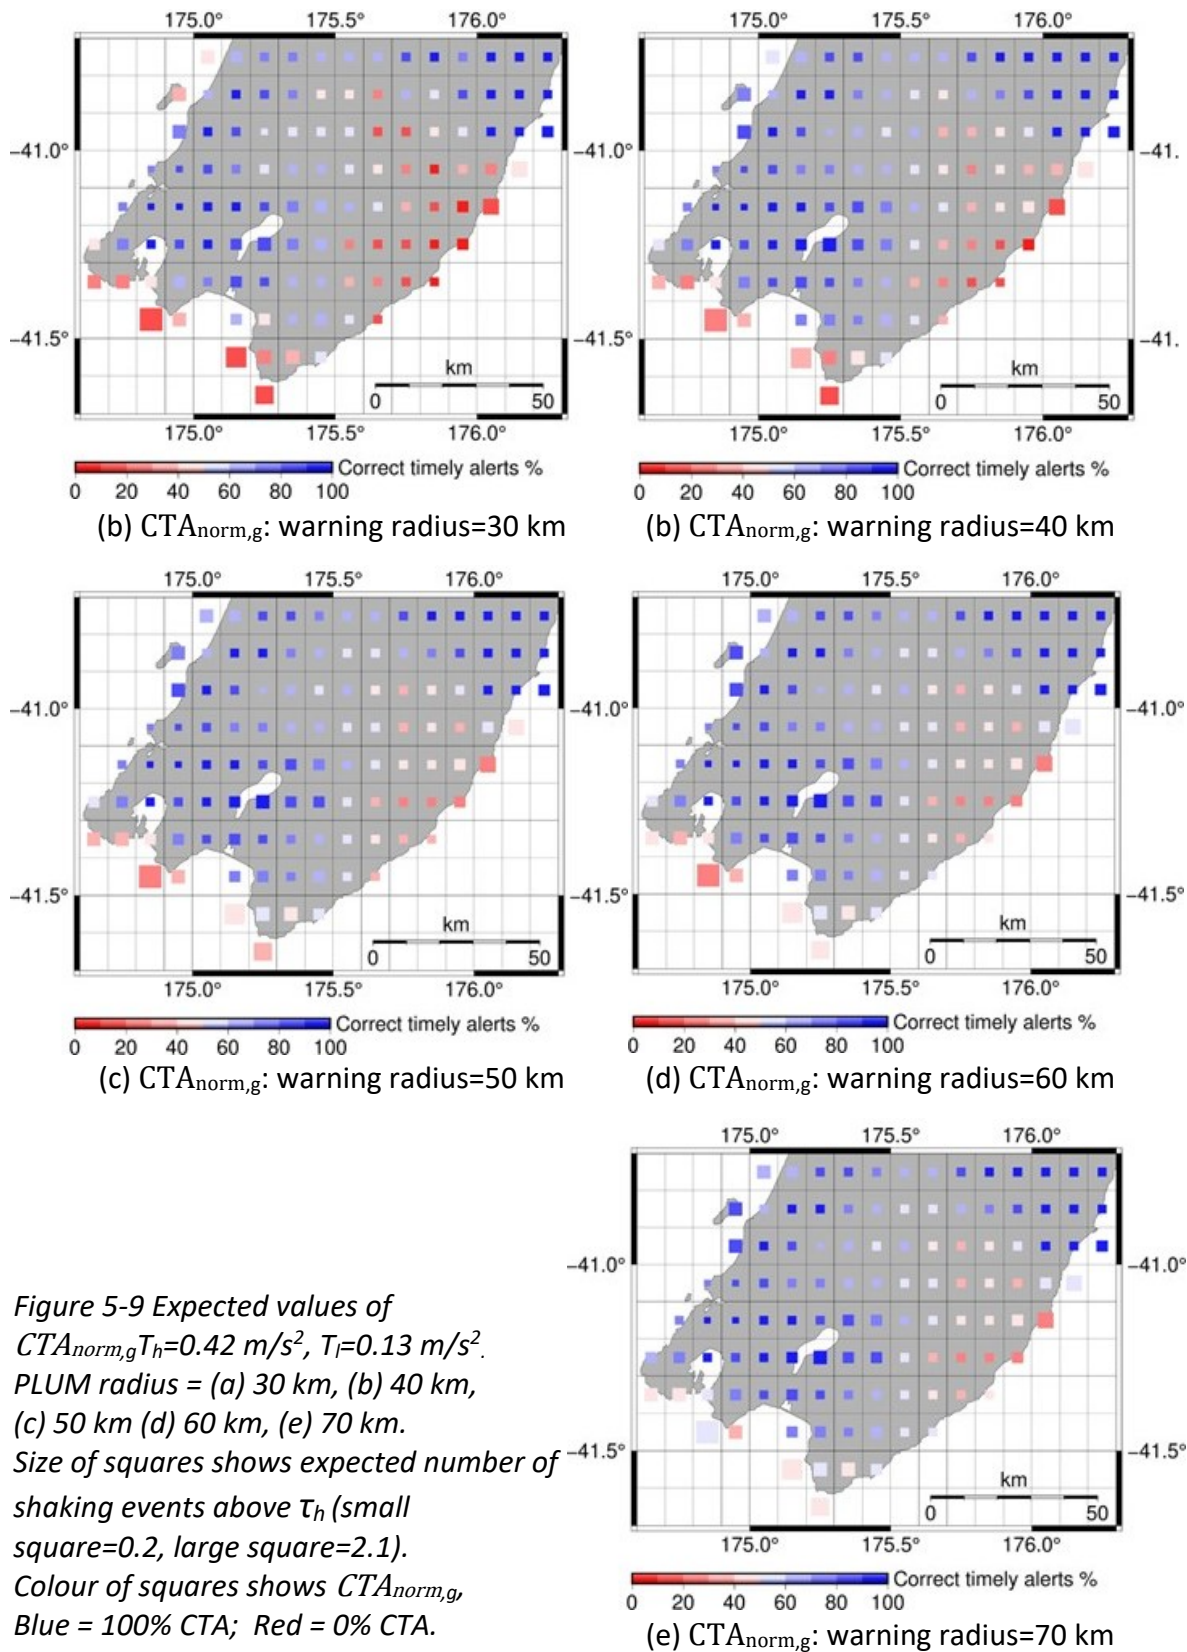 175.0° 175.5° 176.0°
175.0° 175.5° 176.0°
−41.0°
−41.0°
−41.
−41.5°
−41.5°
−41.
km
0 50
km
0 50
175.0° 175.5° 176.0°
175.0° 175.5° 176.0°
Correct timely alerts %
0 20 40 60 80 100
Correct timely alerts %
0 20 40 60 80 100
(b) CTAnorm,g: warning radius=30 km
(b) CTAnorm,g: warning radius=40 km
175.0° 175.5° 176.0°
175.0° 175.5° 176.0°
−41.0°
−41.0°
−41.0°
−41.5°
−41.5°
−41.5°
km
0 50
km
0 50
175.0° 175.5° 176.0°
175.0° 175.5° 176.0°
Correct timely alerts %
0 20 40 60 80 100
Correct timely alerts %
0 20 40 60 80 100
(c) CTAnorm,g: warning radius=50 km
(d) CTAnorm,g: warning radius=60 km
175.0° 175.5° 176.0°
−41.0°
−41.0°
−41.5°
−41.5°
km
0 50
175.0° 175.5° 176.0°
Correct timely alerts %
0 20 40 60 80 100
(e) CTAnorm,g: warning radius=70 km
Figure 5-9 Expected values of
CTAnorm,gTh=0.42 m/s², Tl=0.13 m/s².
PLUM radius = (a) 30 km, (b) 40 km,
(c) 50 km (d) 60 km, (e) 70 km.
Size of squares shows expected number of
shaking events above τh (small
square=0.2, large square=2.1).
Colour of squares shows CTAnorm,g,
Blue = 100% CTA; Red = 0% CTA.